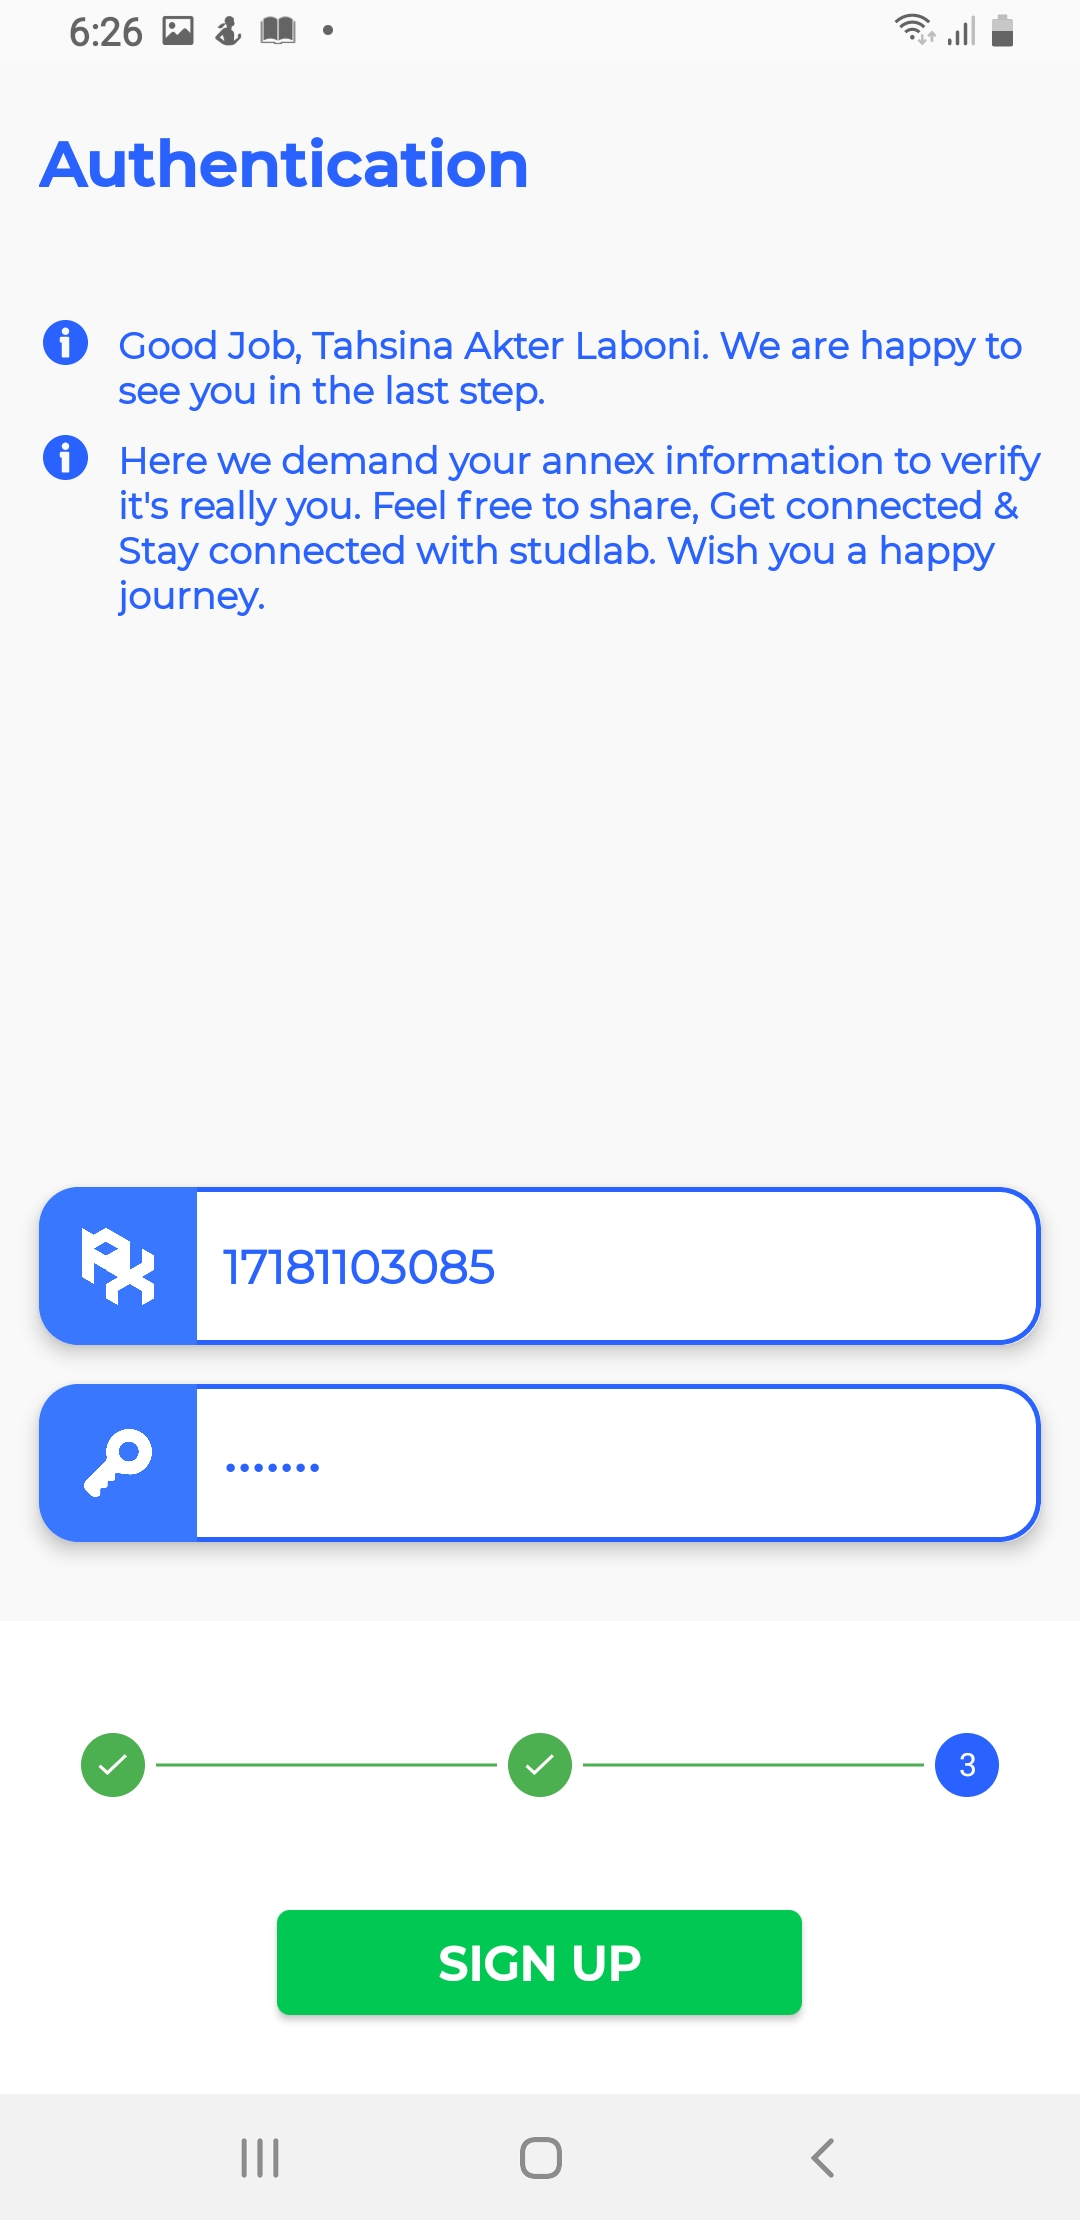 6:26
Authentication
Good Job, Tahsina Akter Laboni. We are happy to
see you in the last step.
Here we demand your annex information to verify
it's really you. Feel free to share, Get connected &
Stay connected with studlab. Wish you a happy
journey.
17181103085
•••••••
3
SIGN UP